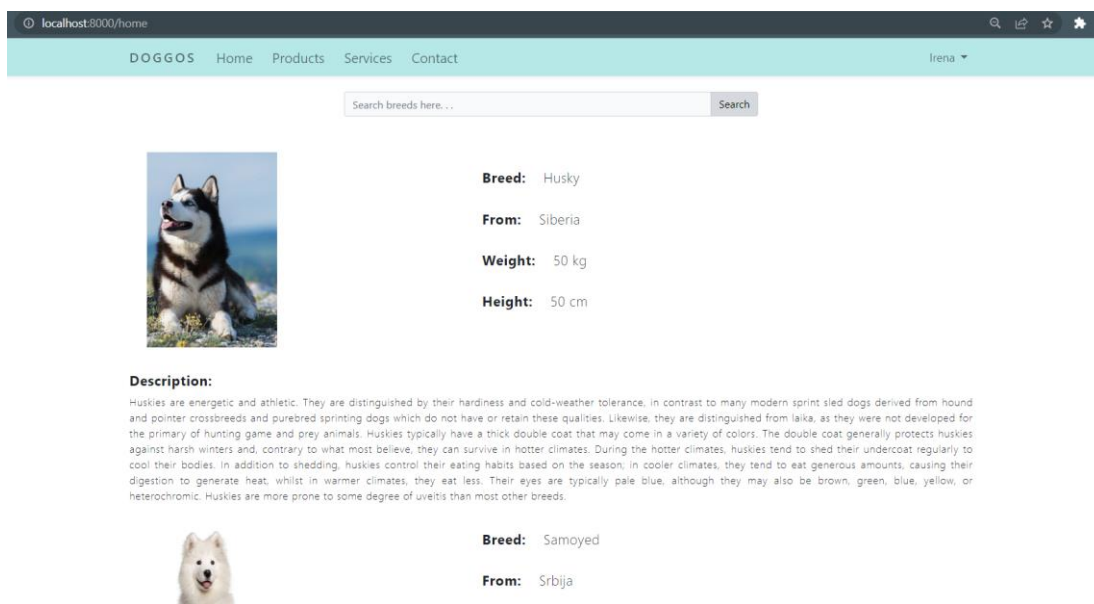 localhost:8000/home
DOGGOS Home Products Services Contact Irena
Search breeds here. . . Search
Breed: Husky
From: Siberia
Weight: 50 kg
Height: 50 cm
Description:
Huskies are energetic and athletic. They are distinguished by their hardiness and cold-weather tolerance, in contrast to many modern sprint sled dogs derived from hound
and pointer crossbreeds and purebred sprinting dogs which do not have or retain these qualities. Likewise, they are distinguished from laika, as they were not developed for
the primary of hunting game and prey animals. Huskies typically have a thick double coat that may come in a variety of colors. The double coat generally protects huskies
against harsh winters and, contrary to what most believe, they can survive in hotter climates. During the hotter climates, huskies tend to shed their undercoat regularly to
cool their bodies. In addition to shedding, huskies control their eating habits based on the season; in cooler climates, they tend to eat generous amounts, causing their
digestion to generate heat, whilst in warmer climates, they eat less. Their eyes are typically pale blue, although they may also be brown, green, blue, yellow, or
heterochromic. Huskies are more prone to some degree of uveitis than most other breeds.
Breed: Samoyed
From: Srbija